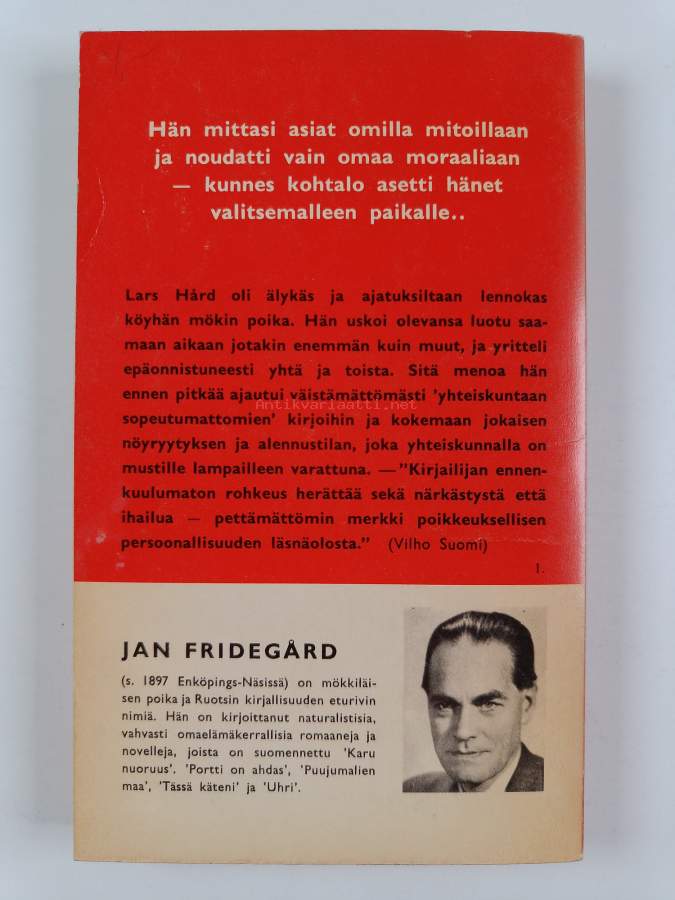 Hän mittasi asiat omilla mitoillaan
ja noudatti vain omaa moraaliaan
— kunnes kohtalo asetti hänet
valitsemalleen paikalle..
Lars Hård oli älykäs ja ajatuksiltaan lennokas
köyhän mökin poika. Hän uskoi olevansa luotu saa-
maan aikaan jotakin enemmän kuin muut, ja yritteli
epäonnistuneesti yhtä ja toista. Sitä menoa hän
ennen pitkää ajautui väistämättömästi 'yhteiskuntaan
Antikvariaatti.net
sopeutumattomien' kirjoihin ja kokemaan jokaisen
nöyryytyksen ja alennustilan, joka yhteiskunnalla on
mustille lampailleen varattuna. —"Kirjailijan ennen-
kuulumaton rohkeus herättää sekä närkästystä että
ihailua — pettämättömin merkki poikkeuksellisen
persoonallisuuden läsnäolosta." (Vilho Suomi)
1.
JAN FRIDEGÅRD
(s. 1897 Enköpings-Näsissä) on mökkiläi-
sen poika ja Ruotsin kirjallisuuden eturivin
nimiä. Hän on kirjoittanut naturalistisia,
vahvasti omaelämäkerrallisia romaaneja ja
novelleja, joista on suomennettu 'Karu
nuoruus'. 'Portti on ahdas', 'Puujumalien
maa', 'Tässä käteni' ja 'Uhri'.